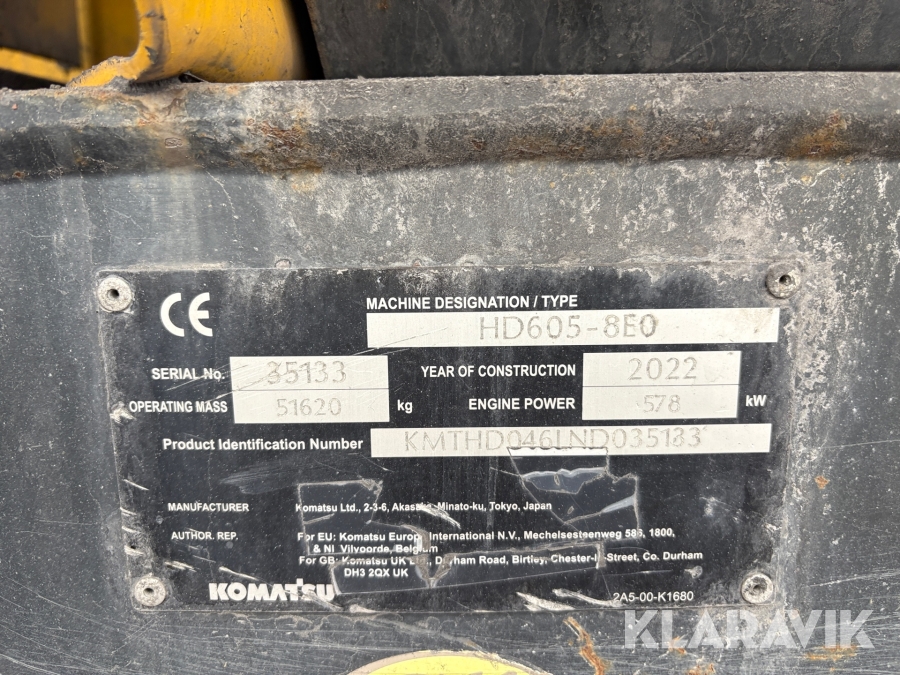 CE
MACHINE DESIGNATION / TYPE
HD605-8E0
SERIAL No. 35133 YEAR OF CONSTRUCTION 2022
OPERATING MASS 51620 kg ENGINE POWER 578 kW
Product Identification Number KMTHD046LND035133
MANUFACTURER Komatsu Ltd., 2-3-6, Akasaka, Minato-ku, Tokyo, Japan
AUTHOR. REP. For EU: Komatsu Europe International N.V., Mechelsesteenweg 586, 1800,
& NI Vilvoorde, Belgium
For GB: Komatsu UK Ltd., Durham Road, Birtley, Chester-le-Street, Co. Durham
DH3 2QX UK
KOMATSU 2A5-00-K1680
KLARAVIK